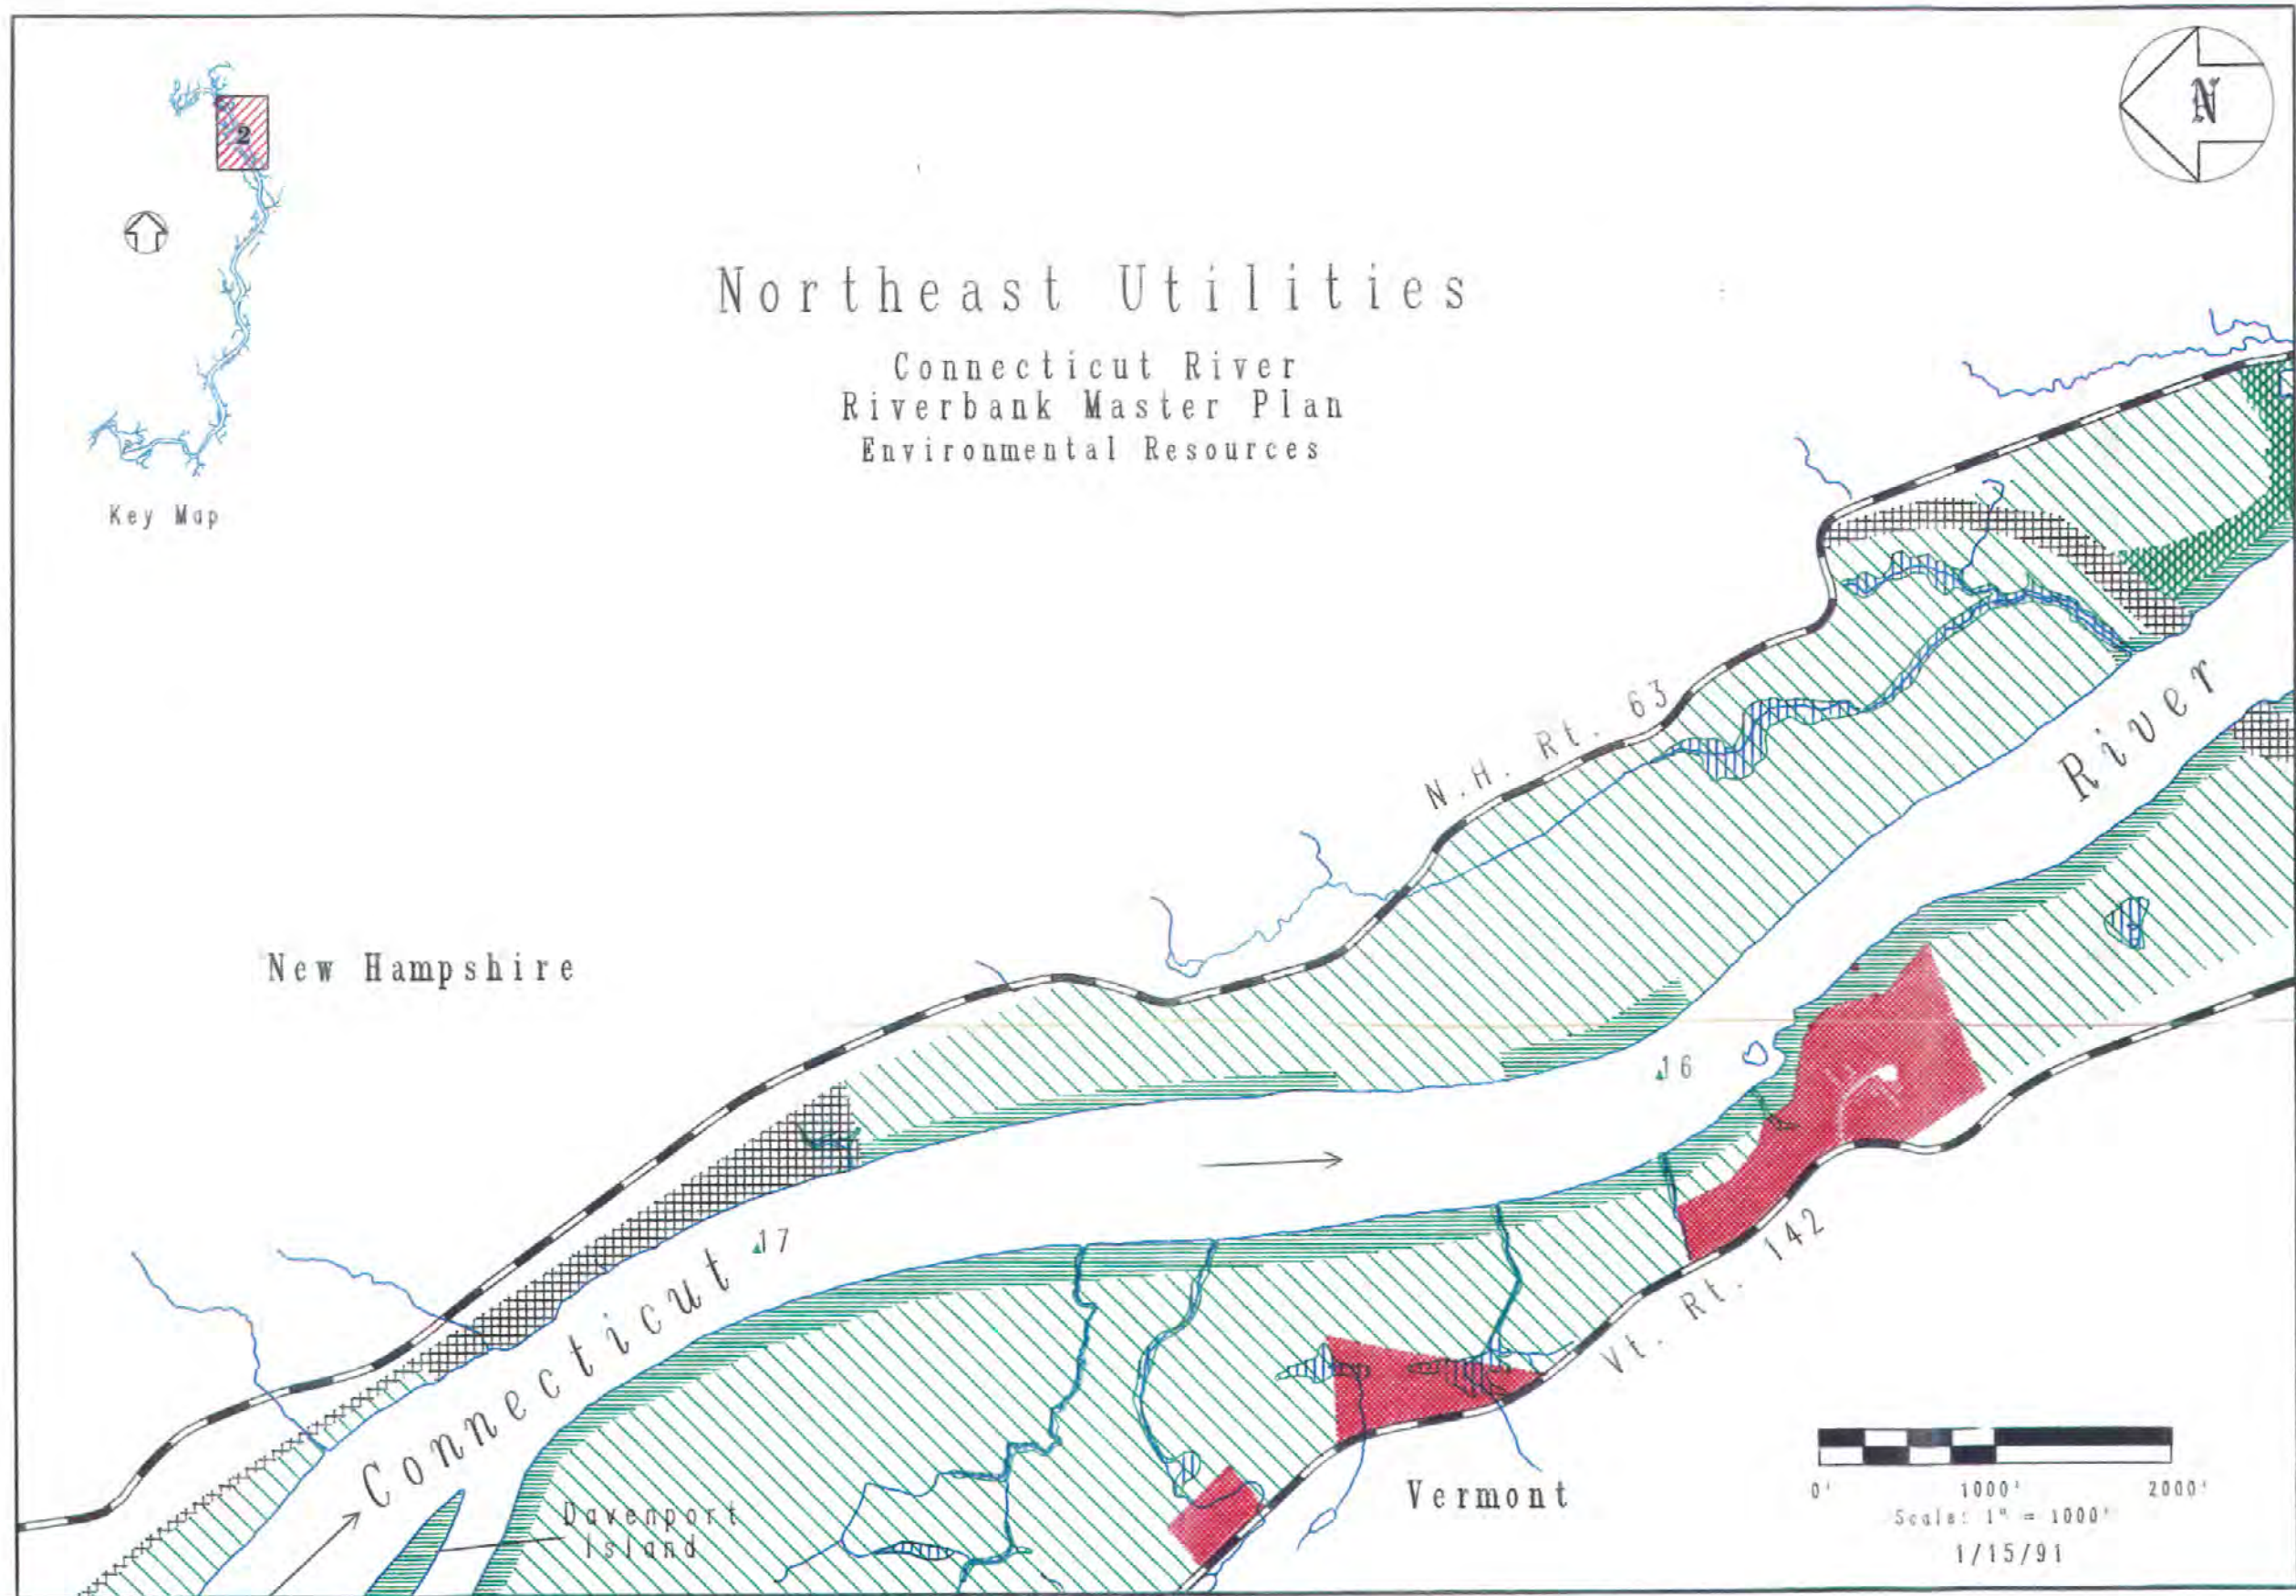 2
N
Northeast Utilities
Connecticut River
Riverbank Master Plan
Environmental Resources
Key Map
N.H. Rt. 63
River
New Hampshire
16
17
Connecticut
Vt. Rt. 142
Davenport
Island
Vermont
0' 1000' 2000'
Scale: 1" = 1000'
1/15/91